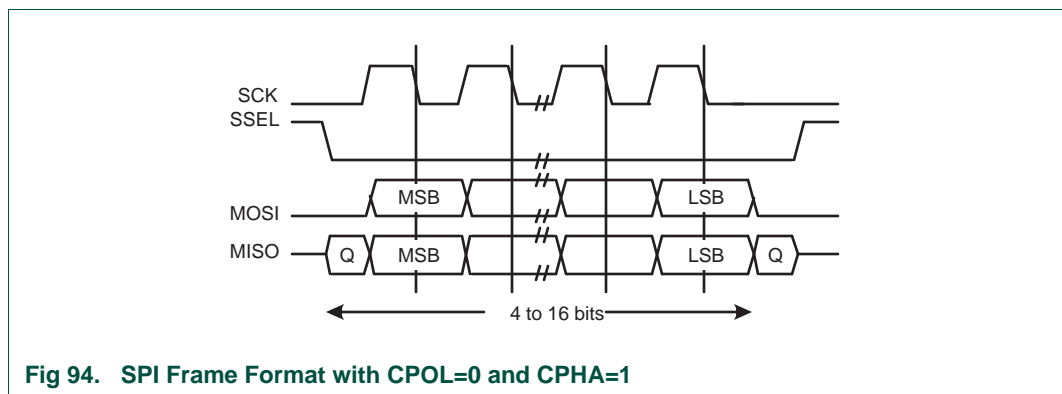 SCK
SSEL
MSB LSB
MOSI
MISO Q MSB LSB Q
4 to 16 bits
Fig 94. SPI Frame Format with CPOL=0 and CPHA=1